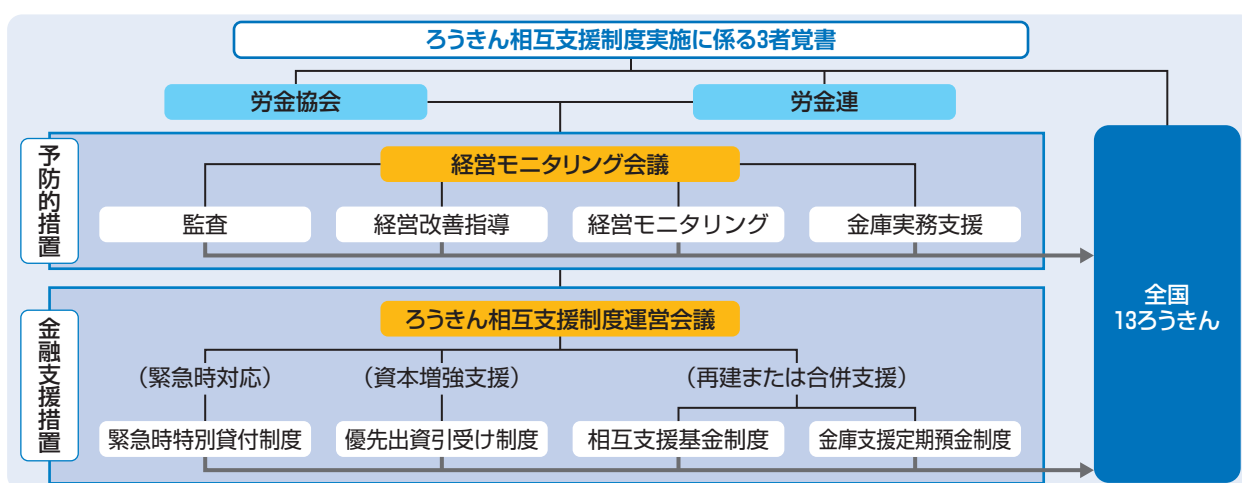 ろうきん相互支援制度実施に係る3者覚書
労金協会
労金連
予防的措置
経営モニタリング会議
監査
経営改善指導
経営モニタリング
金庫実務支援
全国
13ろうきん
金融支援措置
ろうきん相互支援制度運営会議
（緊急時対応）
（資本増強支援）
（再建または合併支援）
緊急時特別貸付制度
優先出資引受け制度
相互支援基金制度
金庫支援定期預金制度